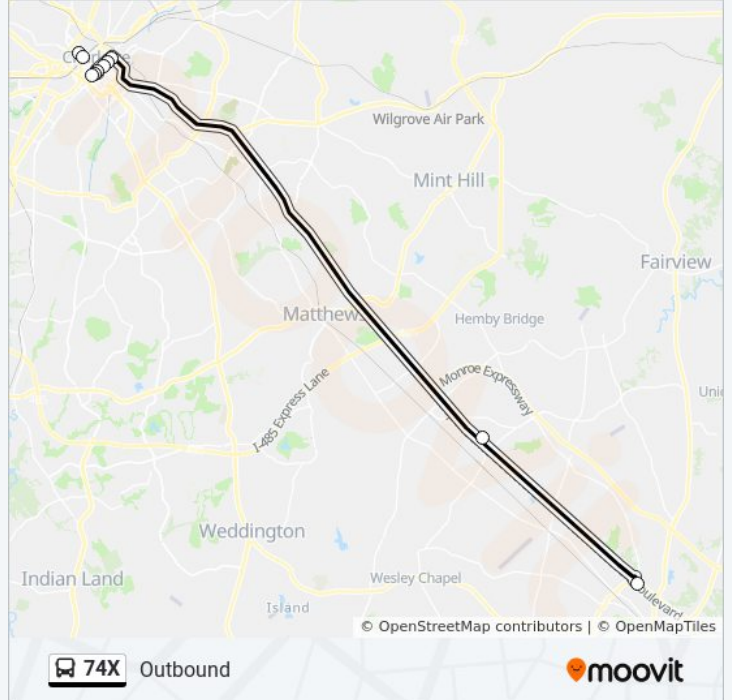 Wilgrove Air Park
Mint Hill
Fairview
Matthews
Hemby Bridge
Monroe Expressway
I-485 Express Lane
Weddington
Indian Land
Wesley Chapel
Island
oulevard
© OpenStreetMap contributors | © OpenMapTiles
74X Outbound
moovit